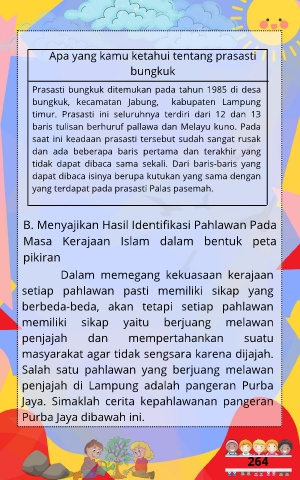 Apa yang kamu ketahui tentang prasasti
bungkuk
Prasasti bungkuk ditemukan pada tahun 1985 di desa
bungkuk, kecamatan Jabung, kabupaten Lampung
timur. Prasasti ini seluruhnya terdiri dari 12 dan 13
baris tulisan berhuruf pallawa dan Melayu kuno. Pada
saat ini keadaan prasasti tersebut sudah sangat rusak
dan ada beberapa baris pertama dan terakhir yang
tidak dapat dibaca sama sekali. Dari baris-baris yang
dapat dibaca isinya berupa kutukan yang sama dengan
yang terdapat pada prasasti Palas pasemah.
B. Menyajikan Hasil Identifikasi Pahlawan Pada
Masa Kerajaan Islam dalam bentuk peta
pikiran
Dalam memegang kekuasaan kerajaan
setiap pahlawan pasti memiliki sikap yang
berbeda-beda, akan tetapi setiap pahlawan
memiliki sikap yaitu berjuang melawan
penjajah dan mempertahankan suatu
masyarakat agar tidak sengsara karena dijajah.
Salah satu pahlawan yang berjuang melawan
penjajah di Lampung adalah pangeran Purba
Jaya. Simaklah cerita kepahlawanan pangeran
Purba Jaya dibawah ini.
264